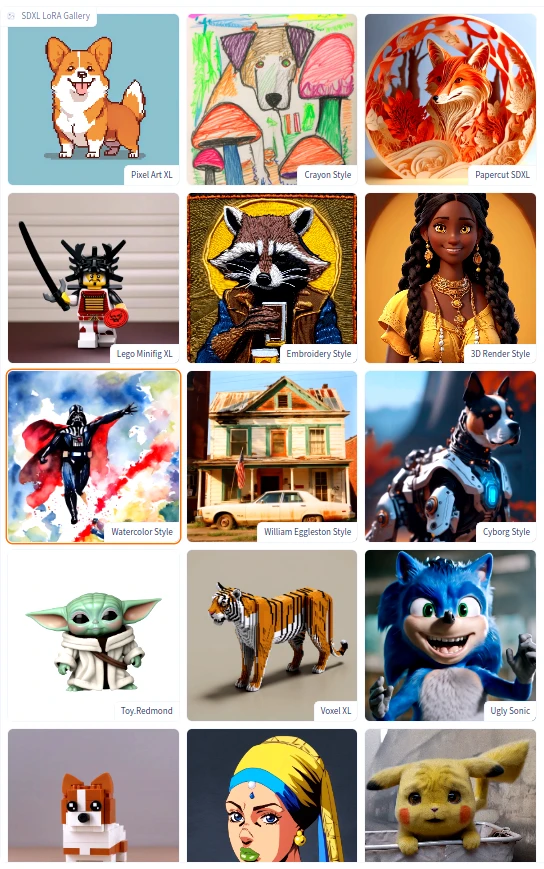 SDXL LoRA Gallery
Pixel Art XL
Crayon Style
Papercut SDXL
Lego Minifig XL
Embroidery Style
3D Render Style
Watercolor Style
William Eggleston Style
Cyborg Style
Toy.Redmond
Voxel XL
Ugly Sonic